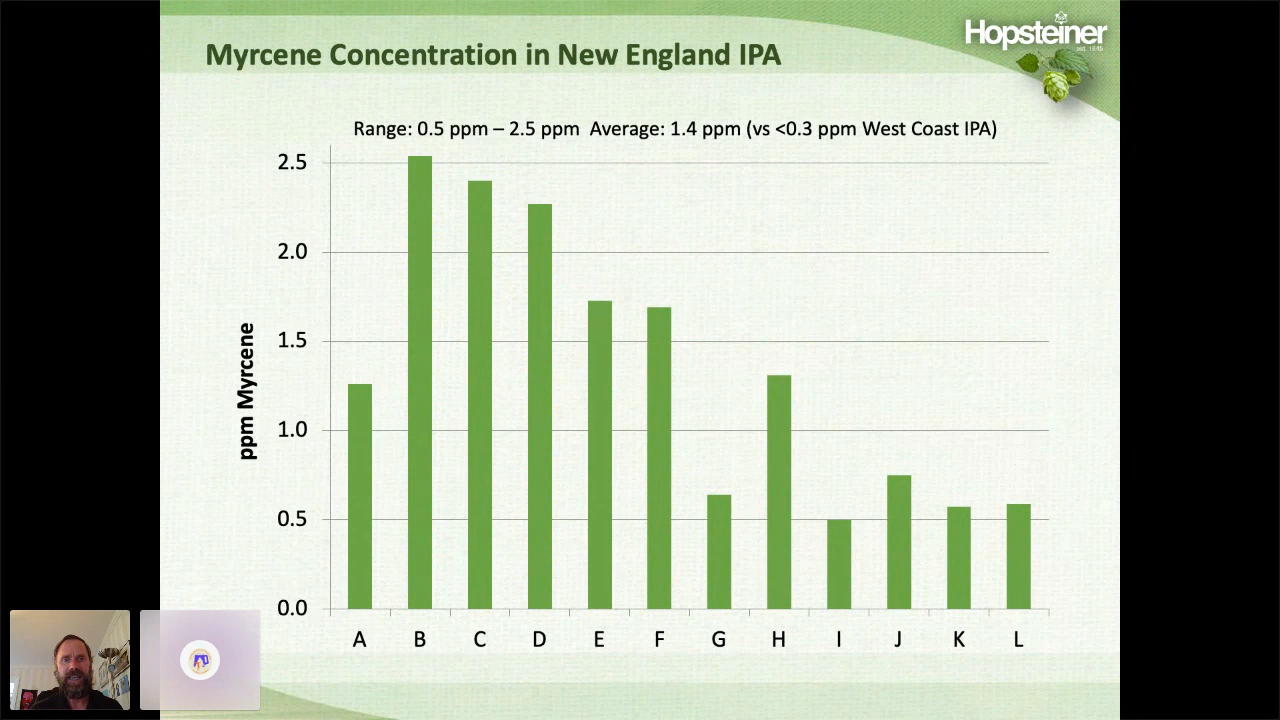 Myrcene Concentration in New England IPA
Hopsteiner
est. 1845
Range: 0.5 ppm – 2.5 ppm Average: 1.4 ppm (vs <0.3 ppm West Coast IPA)
2.5
2.0
1.5
1.0
0.5
0.0
ppm Myrcene
A B C D E F G H I J K L